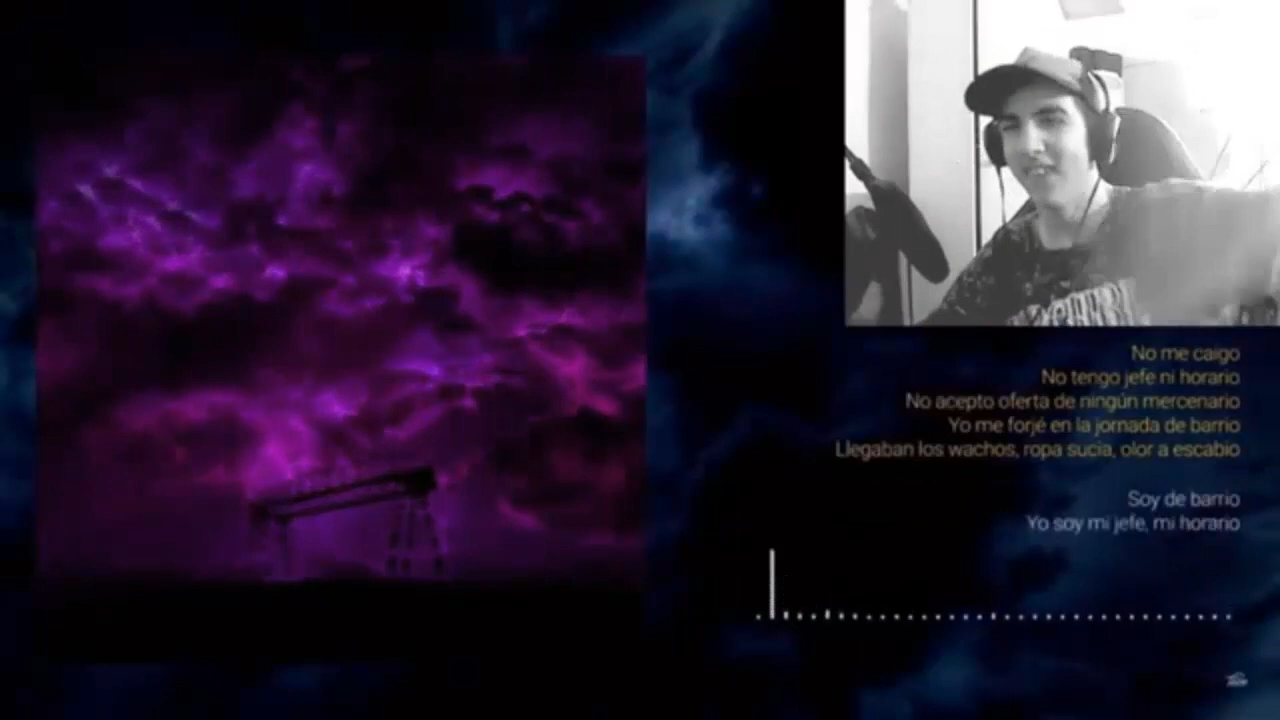 No me caigo
No tengo jefe ni horario
No acepto oferta de ningún mercenario
Yo me forjé en la jornada de barrio
Llegaban los wachos, ropa sucia, olor a escabio
Soy de barrio
Yo soy mi jefe, mi horario